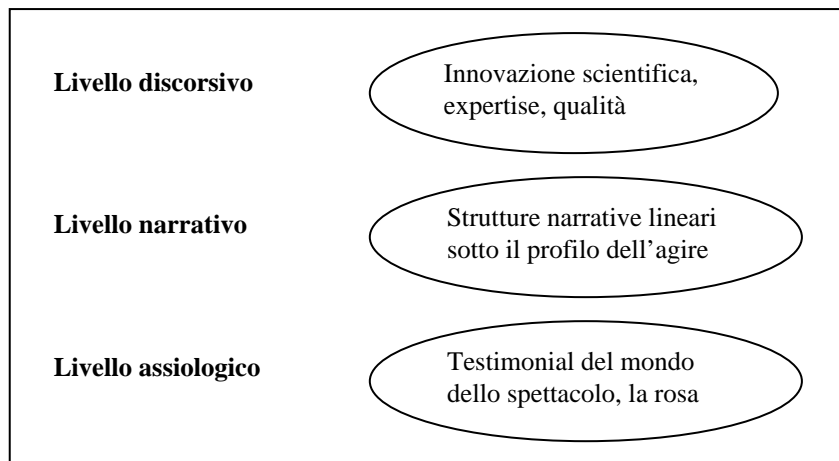 Livello discorsivo
Innovazione scientifica,
expertise, qualità
Livello narrativo
Strutture narrative lineari
sotto il profilo dell’agire
Livello assiologico
Testimonial del mondo
dello spettacolo, la rosa